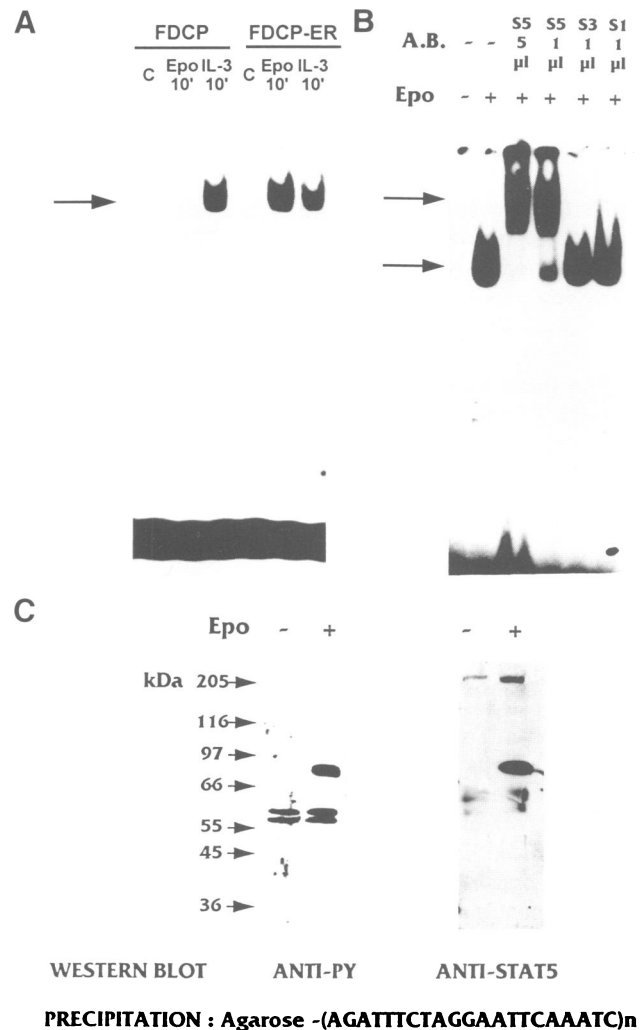 A
FDCP FDCP-ER
C Epo IL-3 C Epo IL-3
10' 10' 10' 10'
B
S5 S5 S3 S1
A.B. - - 5 1 1 1
µl µl µl µl
Epo - + + + + +
C
Epo - + - +
kDa 205
116
97
66
55
45
36
WESTERN BLOT ANTI-PY ANTI-STAT5
PRECIPITATION : Agarose -(AGATTTCTAGGAATTCAAATC)n